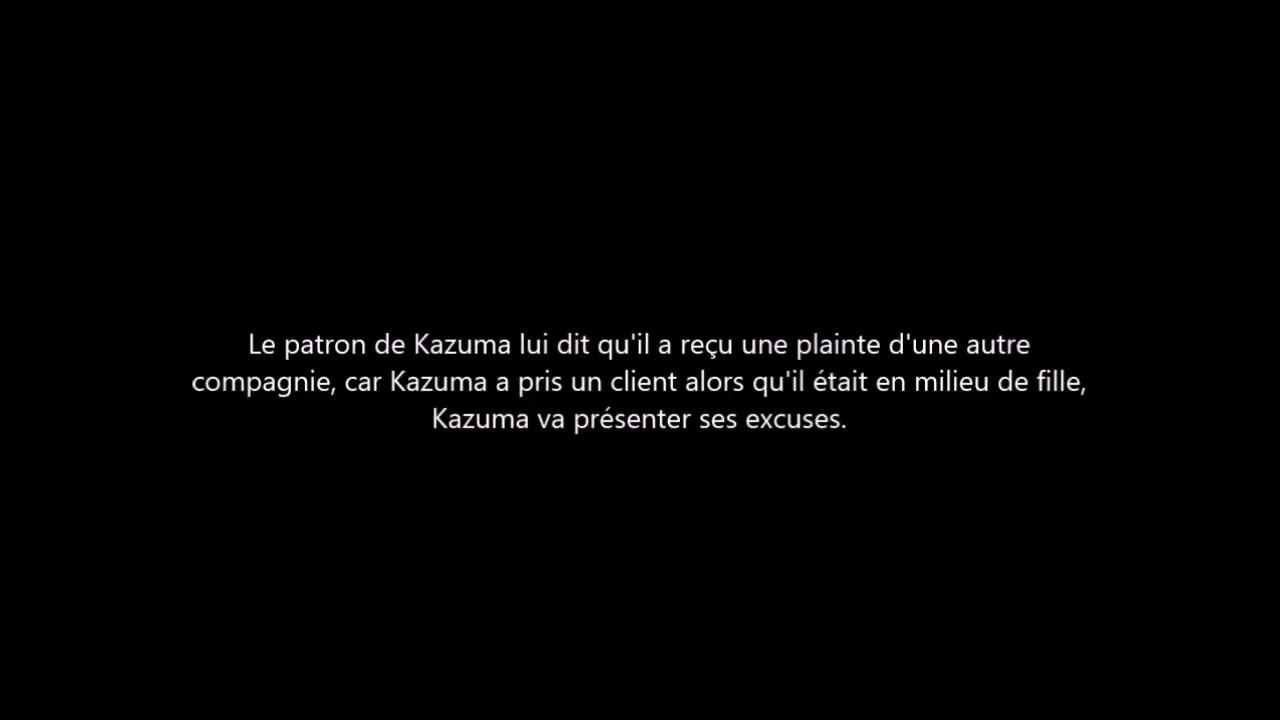 Le patron de Kazuma lui dit qu'il a reçu une plainte d'une autre
compagnie, car Kazuma a pris un client alors qu'il était en milieu de fille,
Kazuma va présenter ses excuses.